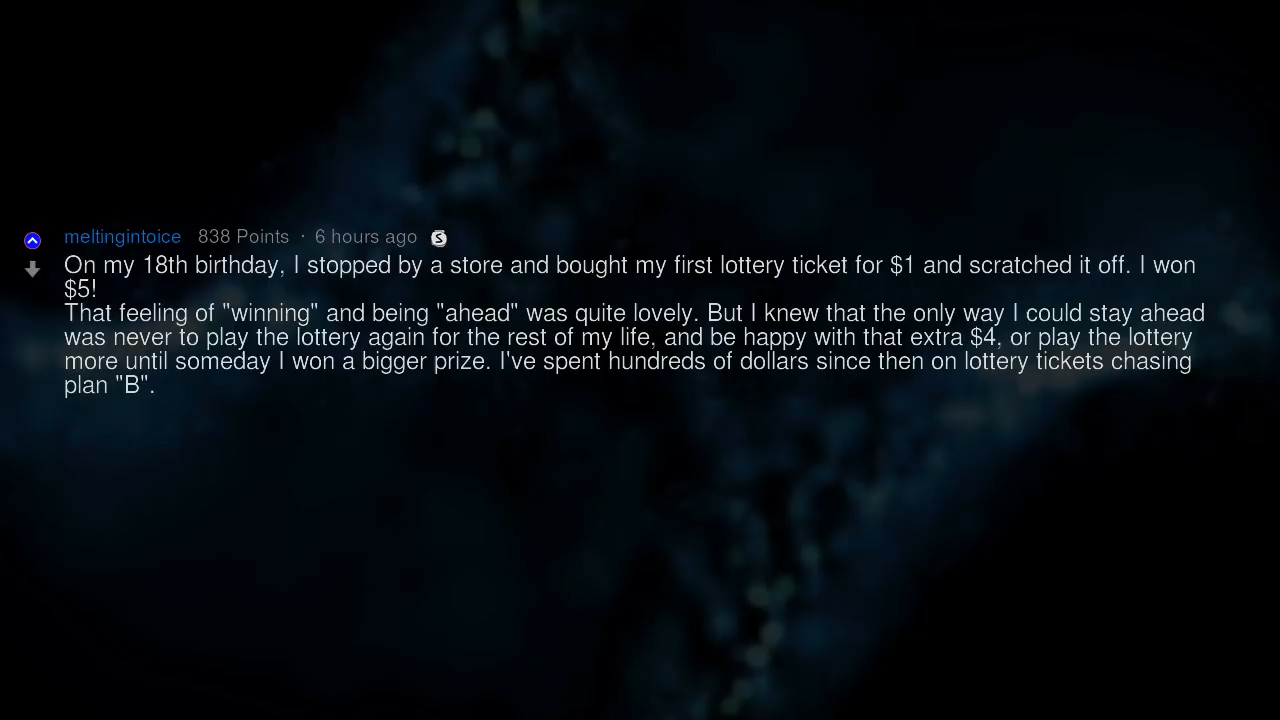 meltingintoice 838 Points · 6 hours ago
On my 18th birthday, I stopped by a store and bought my first lottery ticket for $1 and scratched it off. I won
$5!
That feeling of "winning" and being "ahead" was quite lovely. But I knew that the only way I could stay ahead
was never to play the lottery again for the rest of my life, and be happy with that extra $4, or play the lottery
more until someday I won a bigger prize. I've spent hundreds of dollars since then on lottery tickets chasing
plan "B".